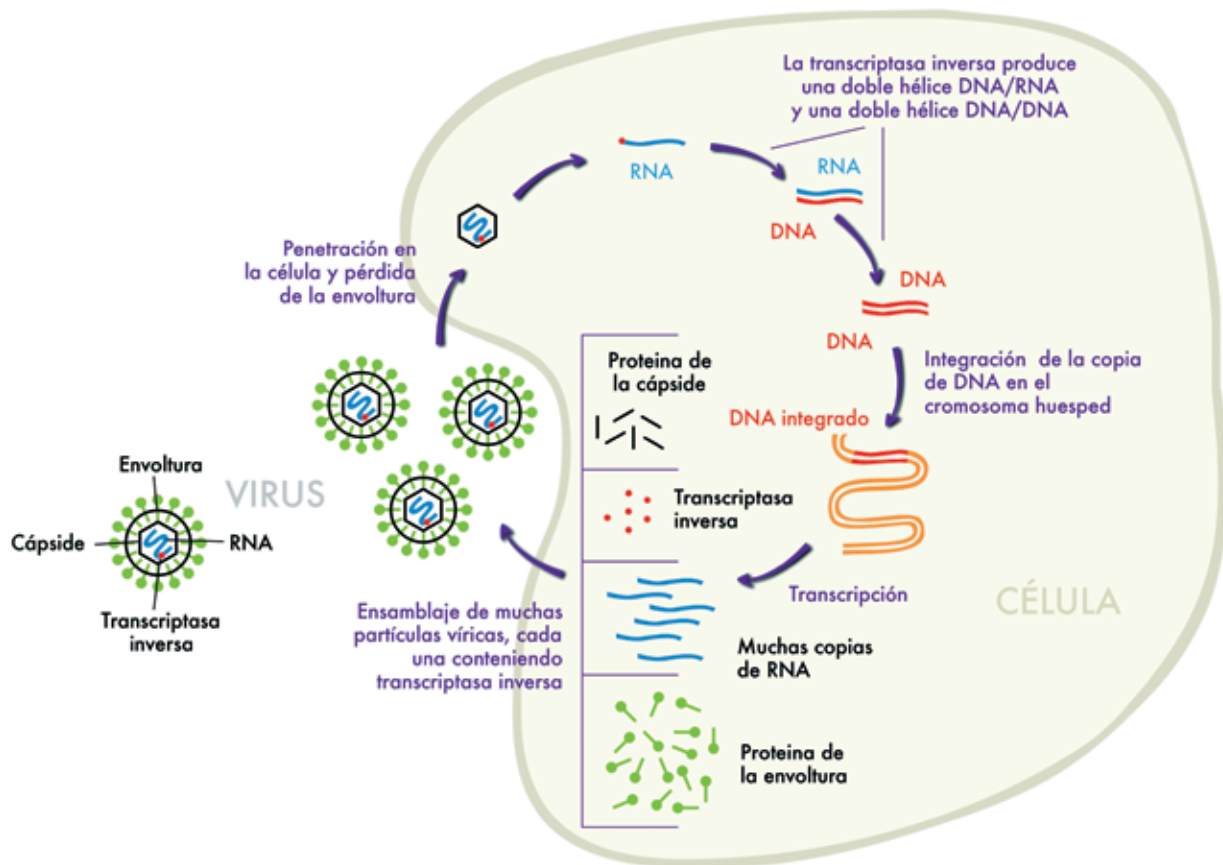 La transcriptasa inversa produce
una doble hélice DNA/RNA
y una doble hélice DNA/DNA
RNA
RNA
DNA
Penetración en
la célula y pérdida
de la envoltura
DNA
DNA
Integración de la copia
de DNA en el
cromosoma huesped
Proteina de
la cápside
DNA integrado
Envoltura
VIRUS
Cápside
RNA
Transcriptasa
inversa
Transcriptasa
inversa
Transcripción
CÉLULA
Ensamblaje de muchas
partículas víricas, cada
una conteniendo
transcriptasa inversa
Muchas copias
de RNA
Proteina de
la envoltura